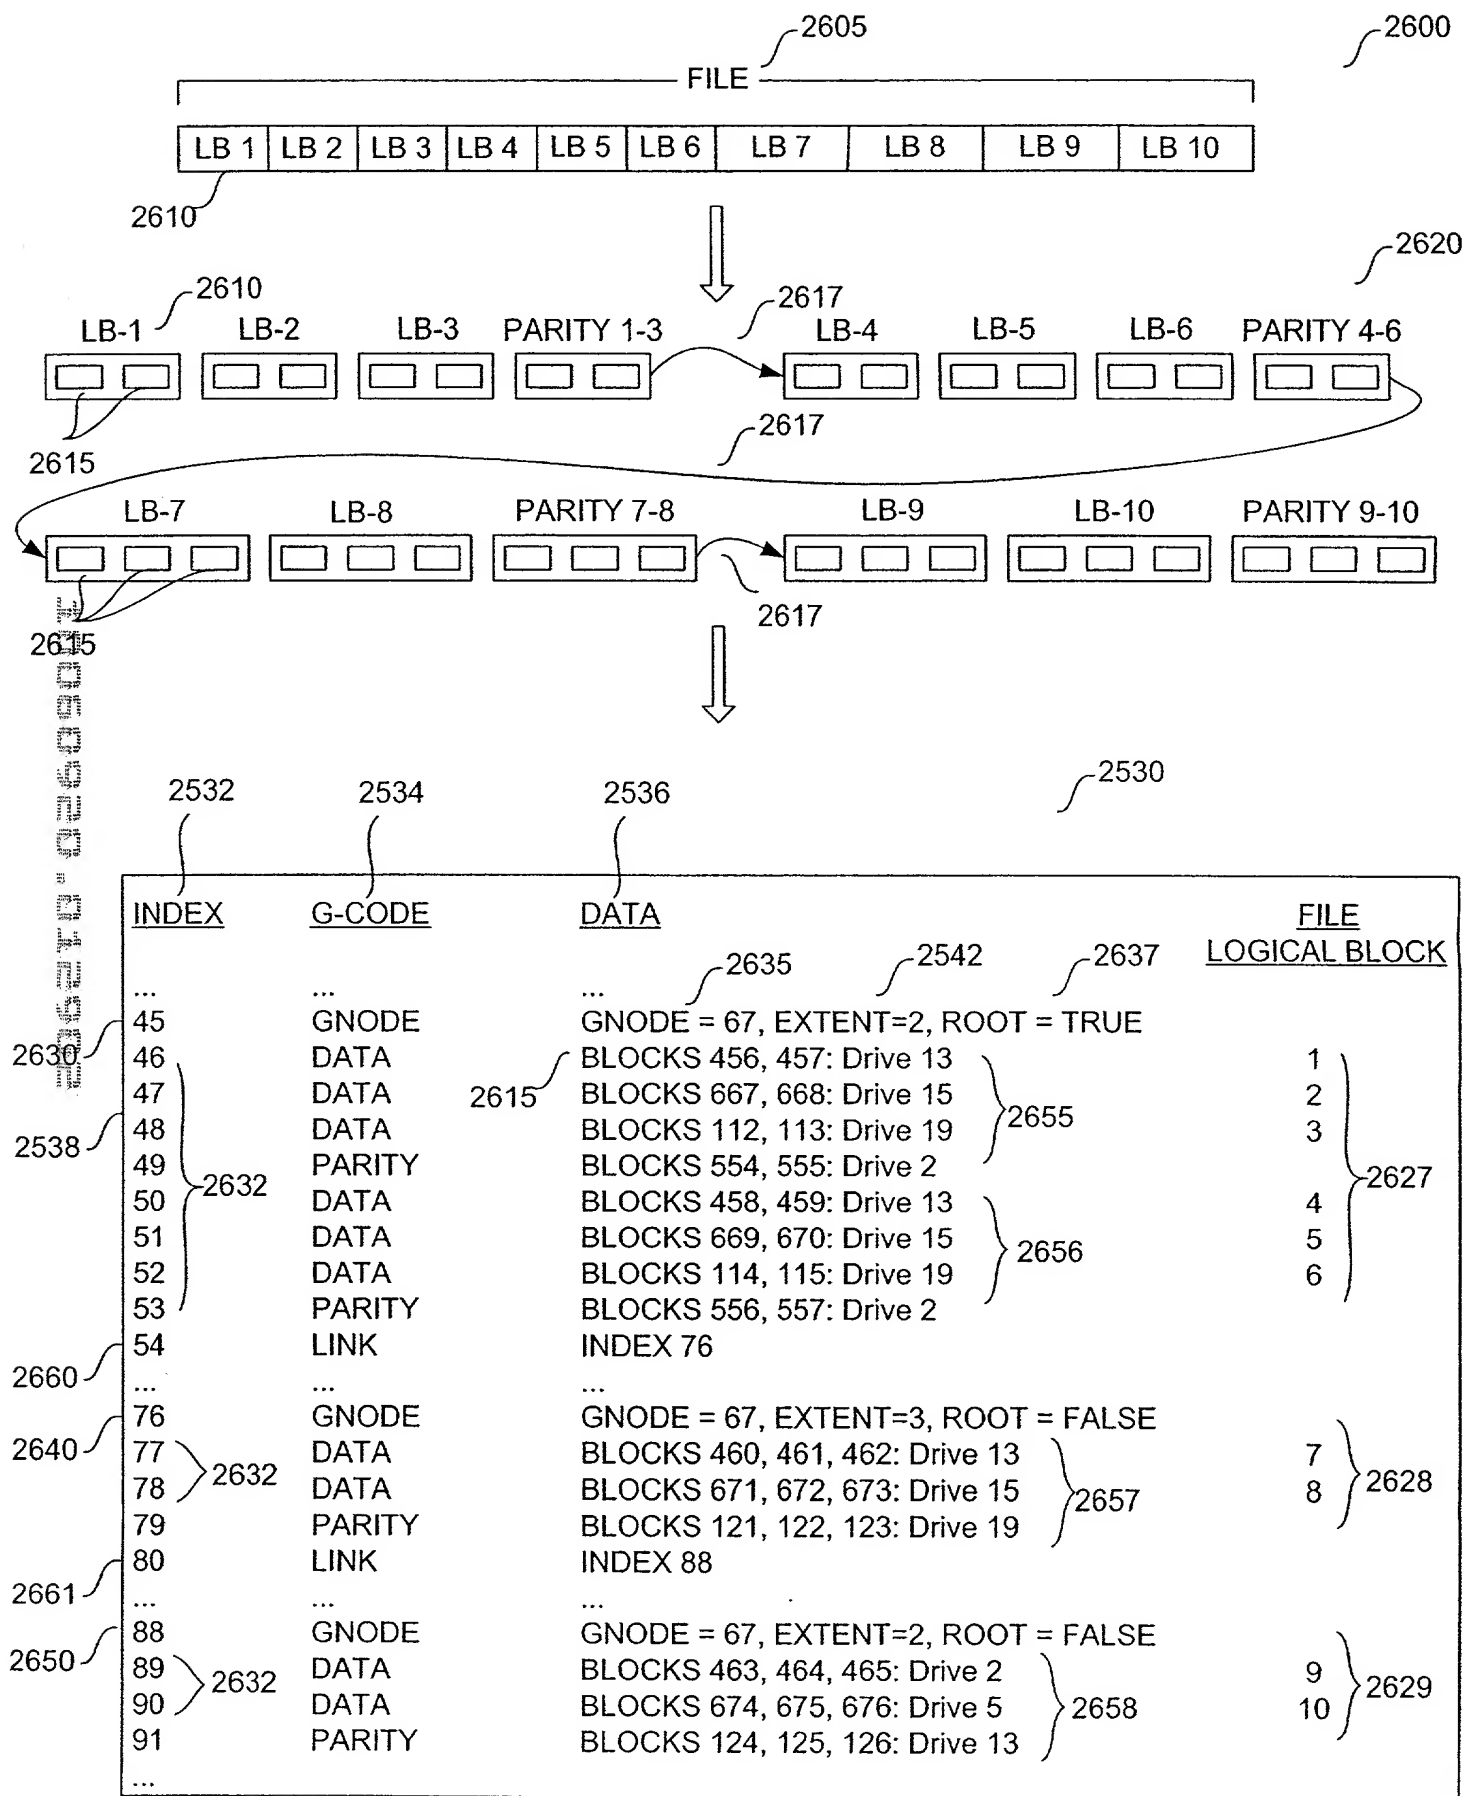 2605
2600
FILE
LB 1 LB 2 LB 3 LB 4 LB 5 LB 6 LB 7 LB 8 LB 9 LB 10
2610
2620
2610
2617
LB-1 LB-2 LB-3 PARITY 1-3 LB-4 LB-5 LB-6 PARITY 4-6
2617
2615
LB-7 LB-8 PARITY 7-8 LB-9 LB-10 PARITY 9-10
2617
2615
2532 2534 2536 2530
INDEX G-CODE DATA FILE LOGICAL BLOCK
2635 2542 2637
... ... ...
45 GNODE GNODE = 67, EXTENT=2, ROOT = TRUE
2630 46 DATA BLOCKS 456, 457: Drive 13 1
47 DATA 2615 BLOCKS 667, 668: Drive 15 2
2538 48 DATA BLOCKS 112, 113: Drive 19 2655 3
49 PARITY BLOCKS 554, 555: Drive 2
2632 2627
50 DATA BLOCKS 458, 459: Drive 13 4
51 DATA BLOCKS 669, 670: Drive 15 2656 5
52 DATA BLOCKS 114, 115: Drive 19 6
53 PARITY BLOCKS 556, 557: Drive 2
54 LINK INDEX 76
2660
... ... ...
76 GNODE GNODE = 67, EXTENT=3, ROOT = FALSE
2640 77 DATA BLOCKS 460, 461, 462: Drive 13 7
2632 2628
78 DATA BLOCKS 671, 672, 673: Drive 15 2657 8
79 PARITY BLOCKS 121, 122, 123: Drive 19
80 LINK INDEX 88
2661
... ... ...
88 GNODE GNODE = 67, EXTENT=2, ROOT = FALSE
2650 89 DATA BLOCKS 463, 464, 465: Drive 2 9
2632 2629
90 DATA BLOCKS 674, 675, 676: Drive 5 2658 10
91 PARITY BLOCKS 124, 125, 126: Drive 13
...